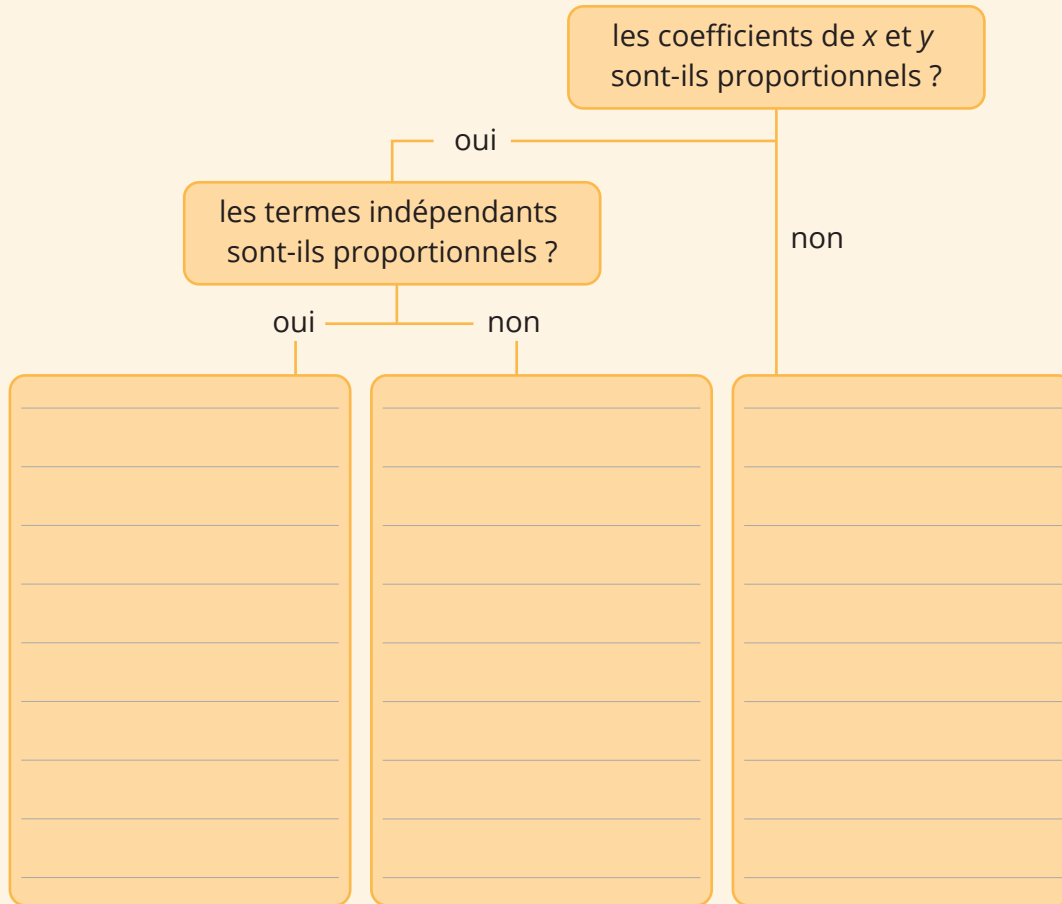 les coefficients de x et y
sont-ils proportionnels ?
oui
les termes indépendants
sont-ils proportionnels ?
non
oui
non